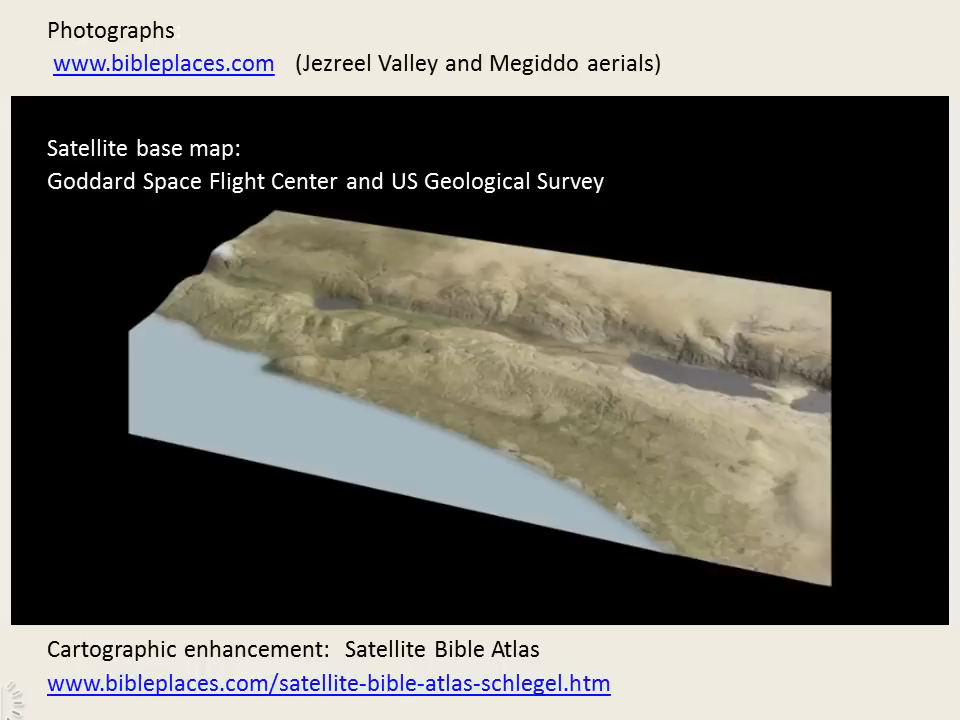 Photographs
www.bibleplaces.com (Jezreel Valley and Megiddo aerials)
Satellite base map:
Goddard Space Flight Center and US Geological Survey
Cartographic enhancement: Satellite Bible Atlas
www.bibleplaces.com/satellite-bible-atlas-schlegel.htm